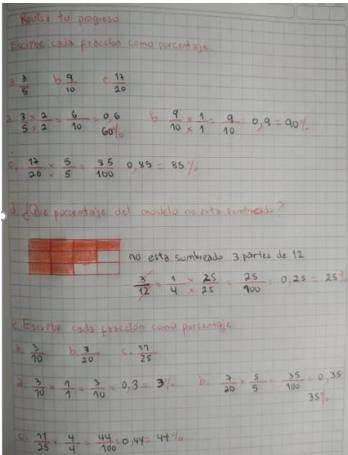 Revisa tu progreso
Escribe cada fracción como porcentaje.
a. 3/5 b. 9/10 c. 17/20
a. 3/5 × 2/2 = 6/10 = 0,6 60%
b. 9/10 × 1/1 = 9/10 = 0,9 = 90%
c. 17/20 × 5/5 = 85/100 0,85 = 85%
d. ¿Que porcentaje del modelo no esta sombreado?
no esta sombreado 3 partes de 12
3/12 = 1/4 × 25/25 = 25/100 = 0,25 = 25%
Escribe cada fracción como porcentaje.
a. 3/10 b. 7/20 c. 11/25
a. 3/10 × 1/1 = 3/10 = 0,3 = 3%
b. 7/20 × 5/5 = 35/100 = 0,35 35%
c. 11/25 × 4/4 = 44/100 = 0,44 = 44%